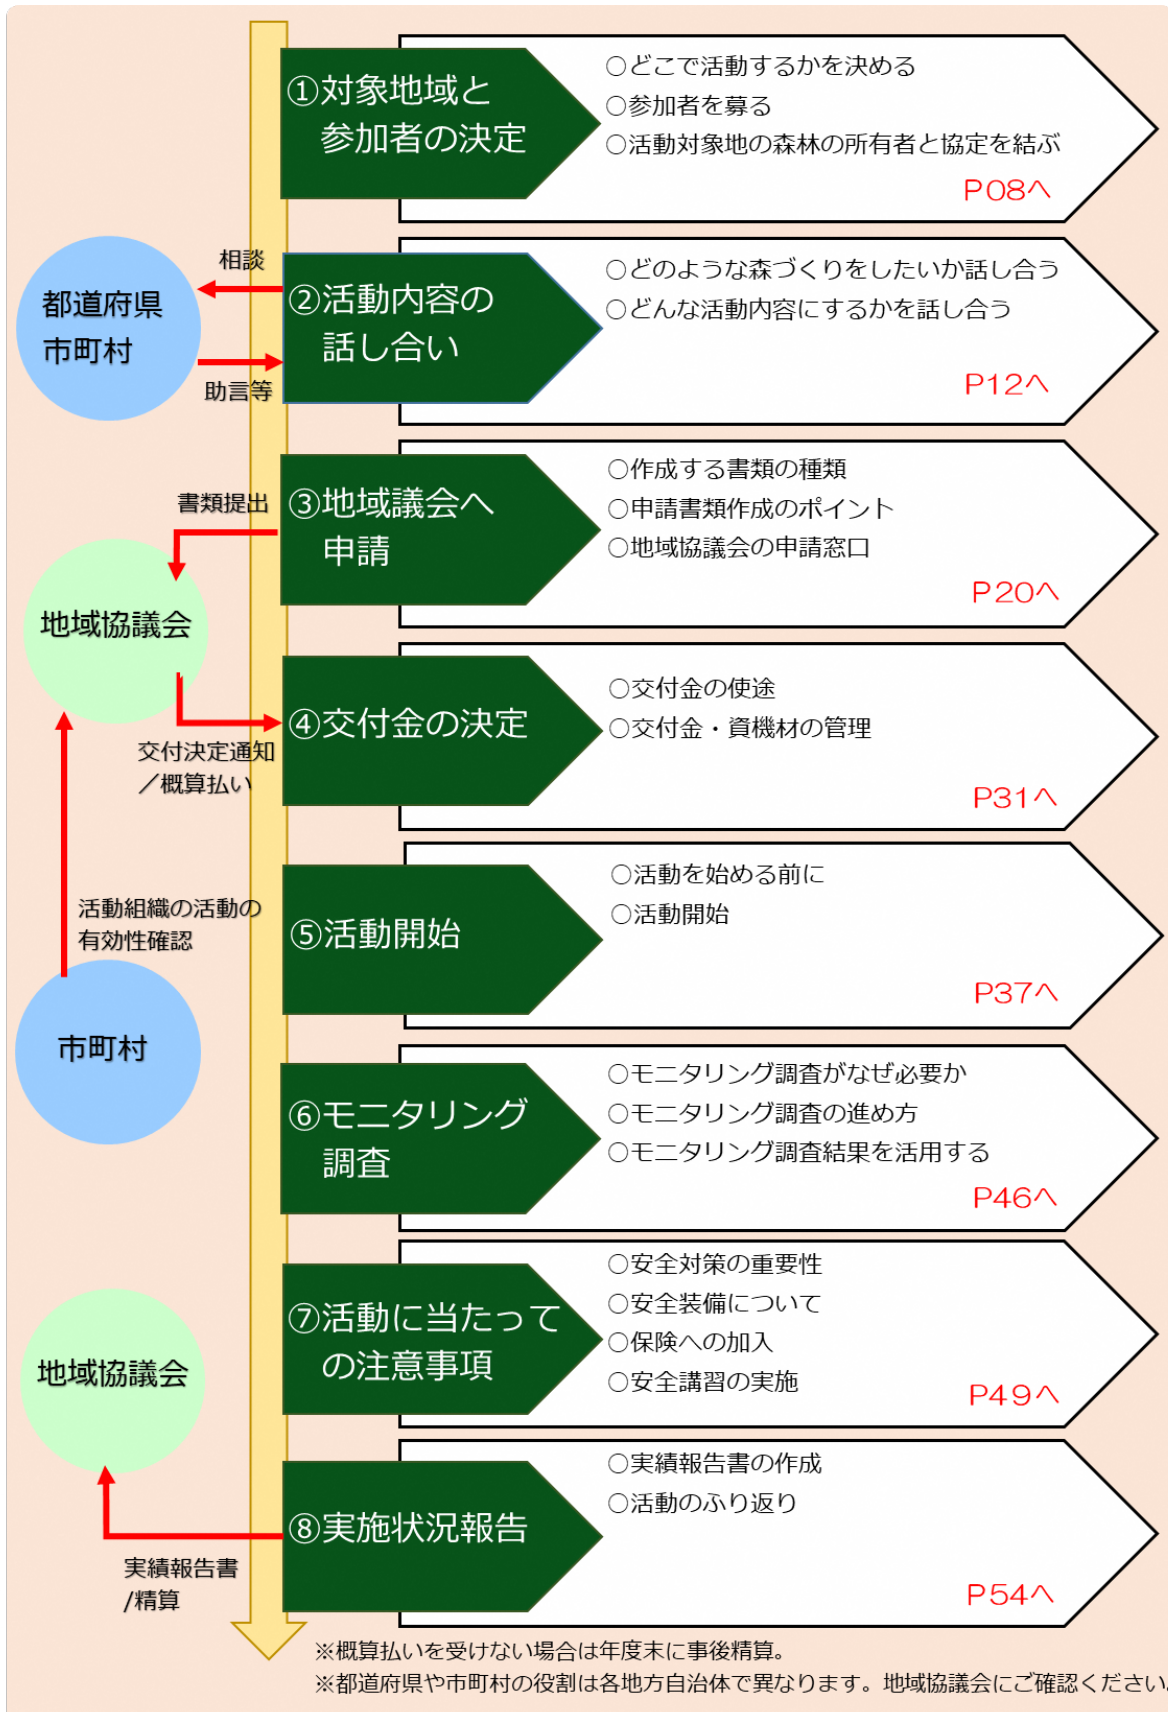 ①対象地域と
参加者の決定
○どこで活動するかを決める
○参加者を募る
○活動対象地の森林の所有者と協定を結ぶ
P08へ
相談
都道府県
市町村
助言等
②活動内容の
話し合い
○どのような森づくりをしたいか話し合う
○どんな活動内容にするかを話し合う
P12へ
書類提出
③地域議会へ
申請
○作成する書類の種類
○申請書類作成のポイント
○地域協議会の申請窓口
P20へ
地域協議会
④交付金の決定
○交付金の使途
○交付金・資機材の管理
P31へ
交付決定通知
／概算払い
⑤活動開始
○活動を始める前に
○活動開始
P37へ
活動組織の活動の
有効性確認
市町村
⑥モニタリング
調査
○モニタリング調査がなぜ必要か
○モニタリング調査の進め方
○モニタリング調査結果を活用する
P46へ
⑦活動に当たって
の注意事項
○安全対策の重要性
○安全装備について
○保険への加入
○安全講習の実施
P49へ
地域協議会
⑧実施状況報告
○実績報告書の作成
○活動のふり返り
P54へ
実績報告書
/精算
※概算払いを受けない場合は年度末に事後精算。
※都道府県や市町村の役割は各地方自治体で異なります。地域協議会にご確認ください。